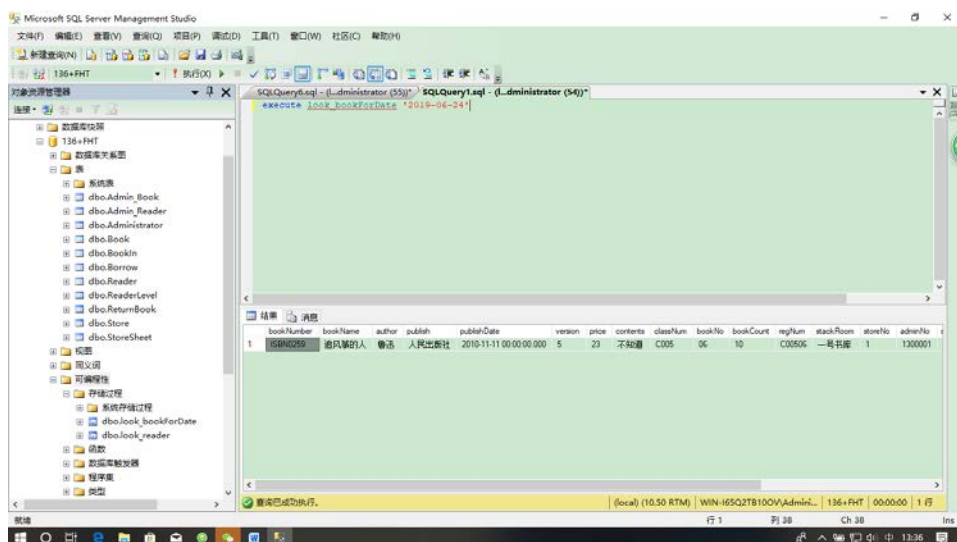 Microsoft SQL Server Management Studio
文件(F) 编辑(E) 查看(V) 查询(Q) 项目(P) 调试(D) 工具(T) 窗口(W) 社区(C) 帮助(H)
新建查询(N)
136+FHT 执行(X)
对象资源管理器
连接
数据库快照
136+FHT
数据库关系图
表
系统表
dbo.Admin_Book
dbo.Admin_Reader
dbo.Administrator
dbo.Book
dbo.BookIn
dbo.Borrow
dbo.Reader
dbo.ReaderLevel
dbo.ReturnBook
dbo.Store
dbo.StoreSheet
视图
同义词
可编程性
存储过程
系统存储过程
dbo.look_bookForDate
dbo.look_reader
函数
数据库触发器
程序集
类型
SQLQuery6.sql - (l...dministrator (55))* SQLQuery1.sql - (l...dministrator (54))*
execute look_bookForDate '2019-06-24'
结果 消息
bookNumber bookName author publish publishDate version price contents classNum bookNo bookCount regNum stackRoom storeNo adminNo
1 ISBN0259 追风筝的人 鲁迅 人民出版社 2010-11-11 00:00:00.000 5 23 不知道 C005 06 10 C00506 一号书库 1 1300001
查询已成功执行。 (local) (10.50 RTM) WIN-I65Q2TB10OV\Admini... 136+FHT 00:00:00 1 行
就绪 行 1 列 38 Ch 38 Ins
中 13:36